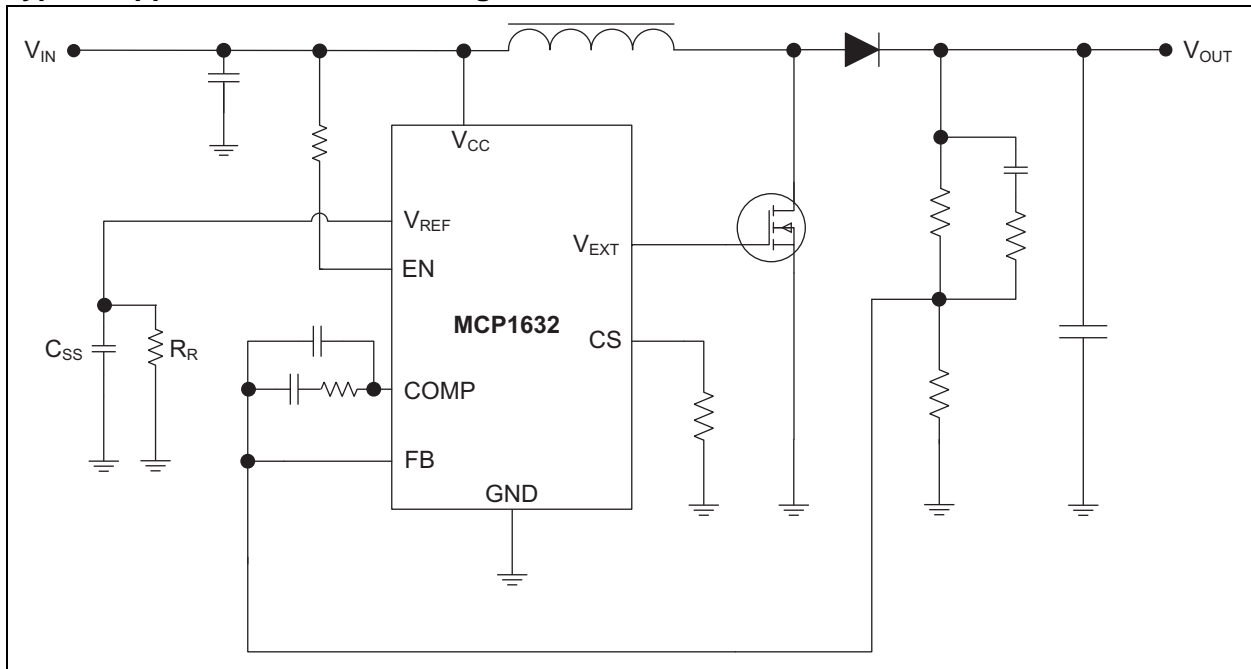 V_IN
V_OUT
V_CC
V_REF
V_EXT
EN
MCP1632
CS
C_SS
R_R
COMP
FB
GND